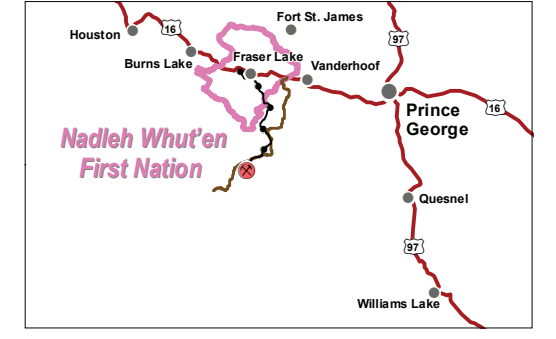 Fort St. James
Houston
16
97
Burns Lake
Fraser Lake
Vanderhoof
Prince
George
16
Nadleh Whut'en
First Nation
Quesnel
97
Williams Lake